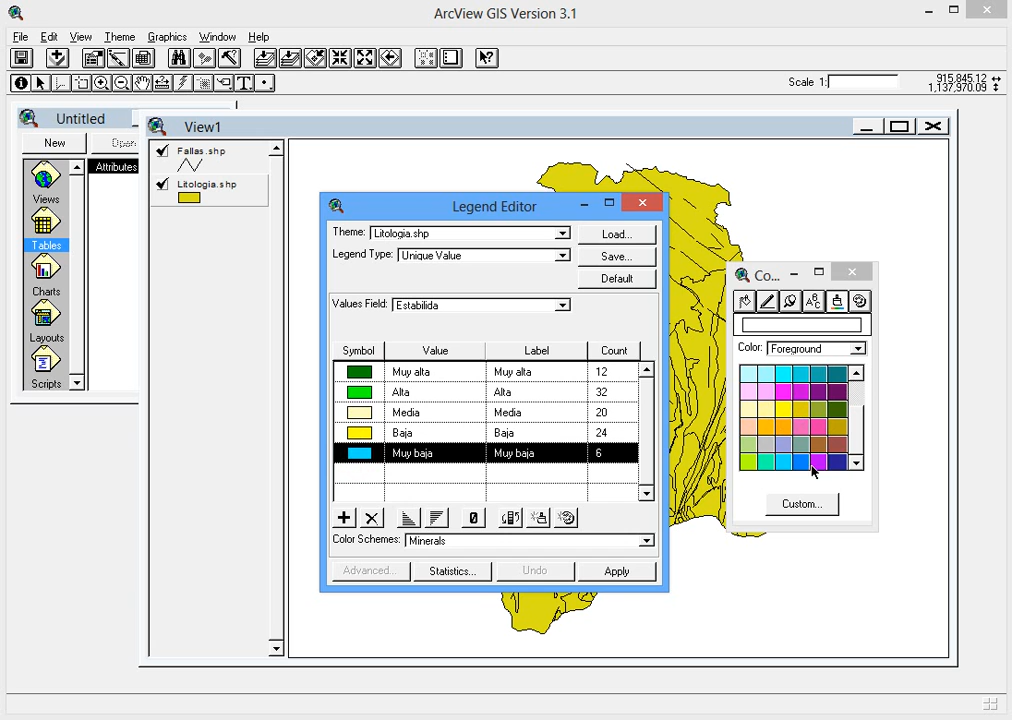 ArcView GIS Version 3.1
File Edit View Theme Graphics Window Help
Scale 1:
915,845.12
1,137,970.09
Untitled
New Open
Attributes
Views
Tables
Charts
Layouts
Scripts
View1
Fallas.shp
Litologia.shp
Legend Editor
Theme: Litologia.shp
Load...
Legend Type: Unique Value
Save...
Default
Values Field: Estabilida
Symbol Value Label Count
Muy alta Muy alta 12
Alta Alta 32
Media Media 20
Baja Baja 24
Muy baja Muy baja 6
Color Schemes: Minerals
Advanced... Statistics... Undo Apply
Co...
Color: Foreground
Custom...